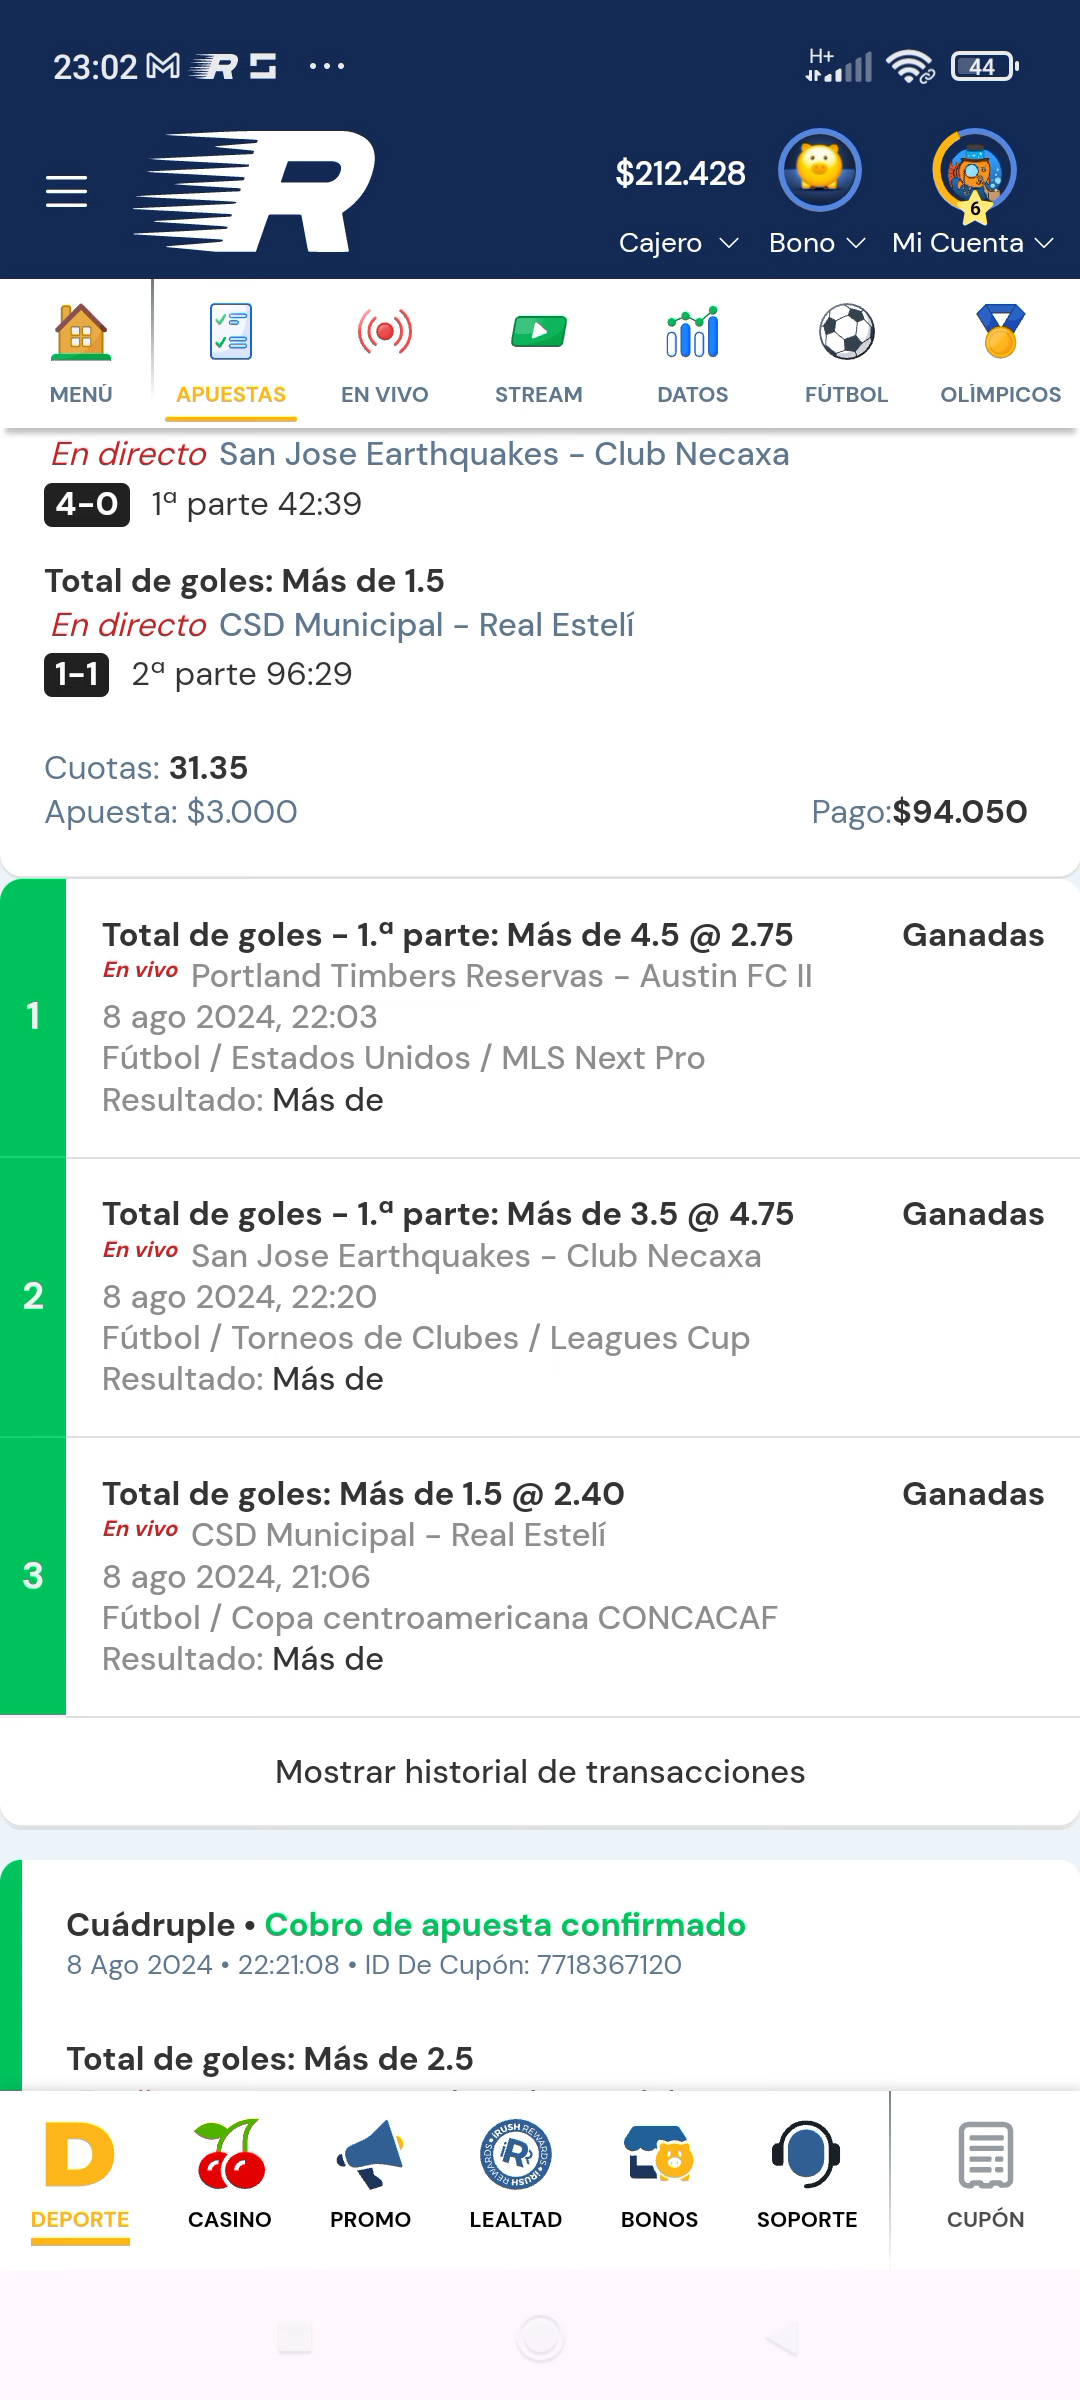 23:02
H+
44
R
$212.428
6
Cajero
Bono
Mi Cuenta
MENÚ
APUESTAS
EN VIVO
STREAM
DATOS
FÚTBOL
OLÍMPICOS
En directo San Jose Earthquakes - Club Necaxa
4-0 1ª parte 42:39
Total de goles: Más de 1.5
En directo CSD Municipal - Real Estelí
1-1 2ª parte 96:29
Cuotas: 31.35
Apuesta: $3.000 Pago:$94.050
1
Total de goles - 1.ª parte: Más de 4.5 @ 2.75 Ganadas
En vivo Portland Timbers Reservas - Austin FC II
8 ago 2024, 22:03
Fútbol / Estados Unidos / MLS Next Pro
Resultado: Más de
2
Total de goles - 1.ª parte: Más de 3.5 @ 4.75 Ganadas
En vivo San Jose Earthquakes - Club Necaxa
8 ago 2024, 22:20
Fútbol / Torneos de Clubes / Leagues Cup
Resultado: Más de
3
Total de goles: Más de 1.5 @ 2.40 Ganadas
En vivo CSD Municipal - Real Estelí
8 ago 2024, 21:06
Fútbol / Copa centroamericana CONCACAF
Resultado: Más de
Mostrar historial de transacciones
Cuádruple • Cobro de apuesta confirmado
8 Ago 2024 • 22:21:08 • ID De Cupón: 7718367120
Total de goles: Más de 2.5
D
DEPORTE
CASINO
PROMO
IRUSH REWARDS
LEALTAD
BONOS
SOPORTE
CUPÓN